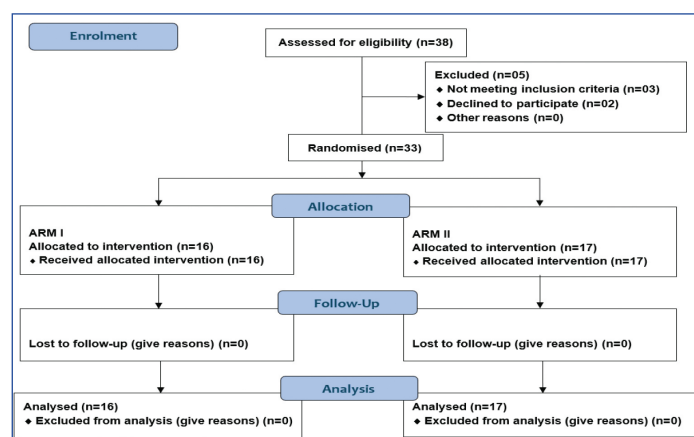 Enrolment
Assessed for eligibility (n=38)
Excluded (n=05)
◆ Not meeting inclusion criteria (n=03)
◆ Declined to participate (n=02)
◆ Other reasons (n=0)
Randomised (n=33)
Allocation
ARM I
Allocated to intervention (n=16)
◆ Received allocated intervention (n=16)
ARM II
Allocated to intervention (n=17)
◆ Received allocated intervention (n=17)
Follow-Up
Lost to follow-up (give reasons) (n=0)
Lost to follow-up (give reasons) (n=0)
Analysis
Analysed (n=16)
◆ Excluded from analysis (give reasons) (n=0)
Analysed (n=17)
◆ Excluded from analysis (give reasons) (n=0)